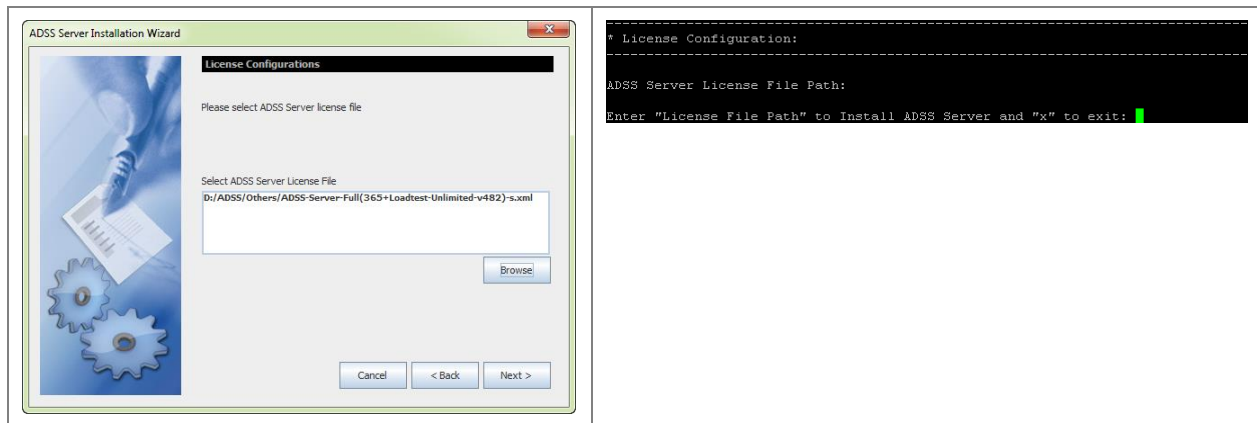 ADSS Server Installation Wizard
License Configurations
Please select ADSS Server license file
Select ADSS Server License File
D:/ADSS/Others/ADSS-Server-Full(365+Loadtest-Unlimited-v482)-s.xml
Browse
Cancel
< Back
Next >
* License Configuration:
ADSS Server License File Path:
Enter "License File Path" to Install ADSS Server and "x" to exit: